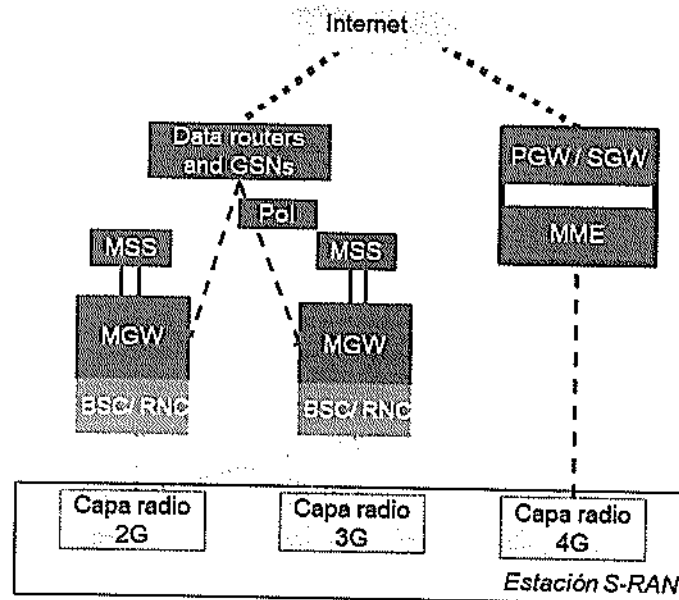 Internet
Data routers
and GSNs
PoI
MSS
MSS
MGW
MGW
BSC/ RNC
BSC/ RNC
PGW / SGW
MME
Capa radio
2G
Capa radio
3G
Capa radio
4G
Estación S-RAN